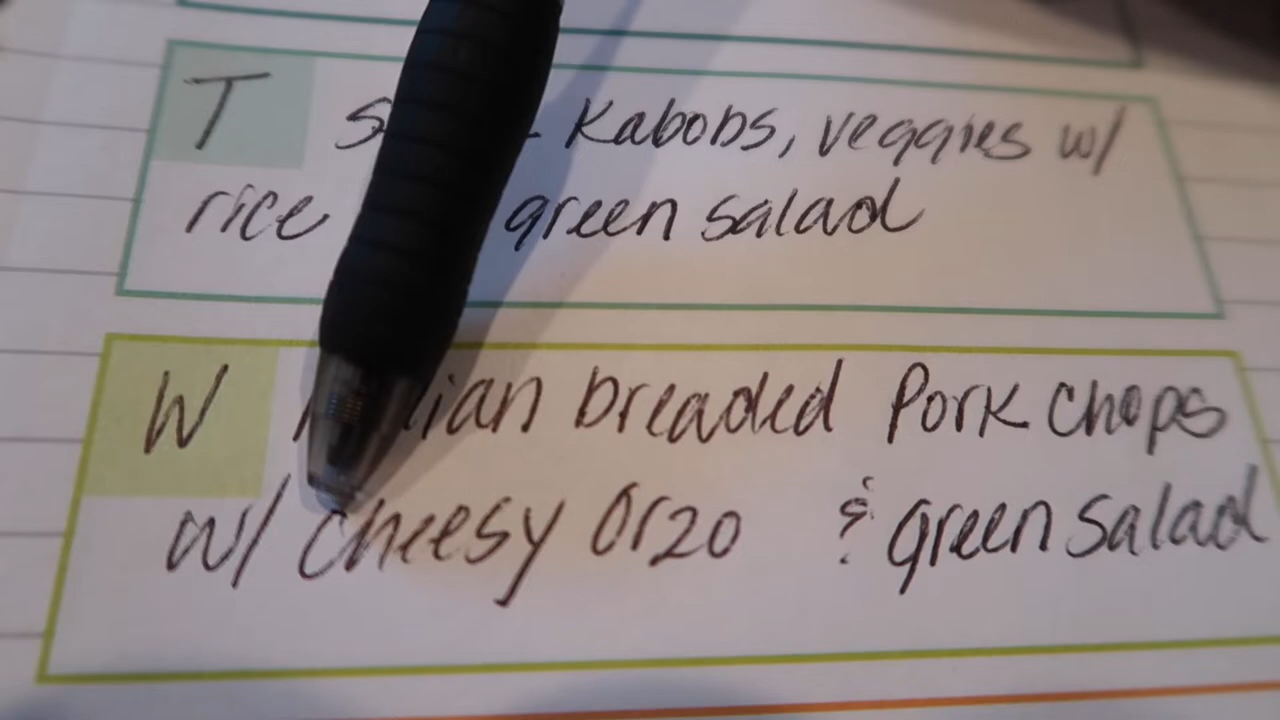 T Kabobs, veggies w/
rice green salad
W breaded Pork Chops
w/ Cheesy Orzo & green salad